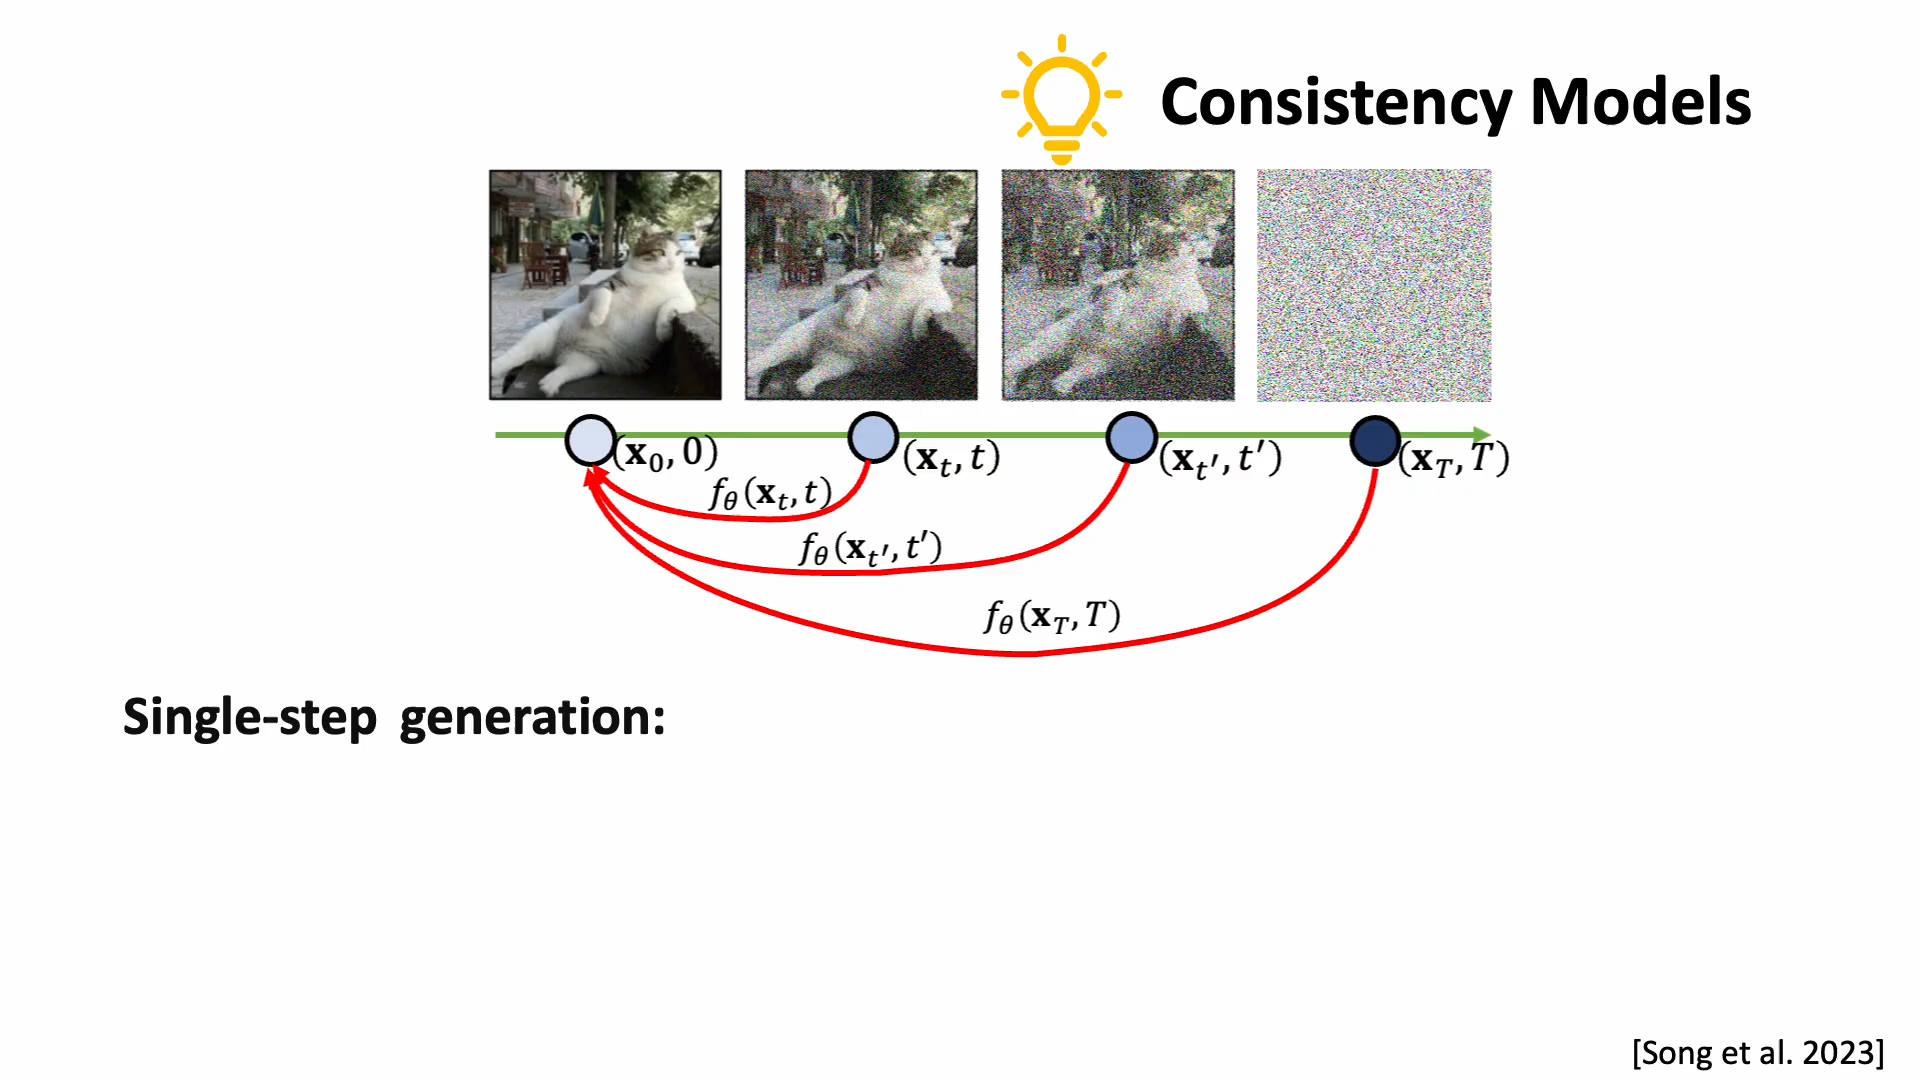 Consistency Models
(𝐱₀, 0)
(𝐱ₜ, t)
(𝐱ₜ′, t′)
(𝐱_T, T)
f_θ(𝐱ₜ, t)
f_θ(𝐱ₜ′, t′)
f_θ(𝐱_T, T)
Single-step generation:
[Song et al. 2023]